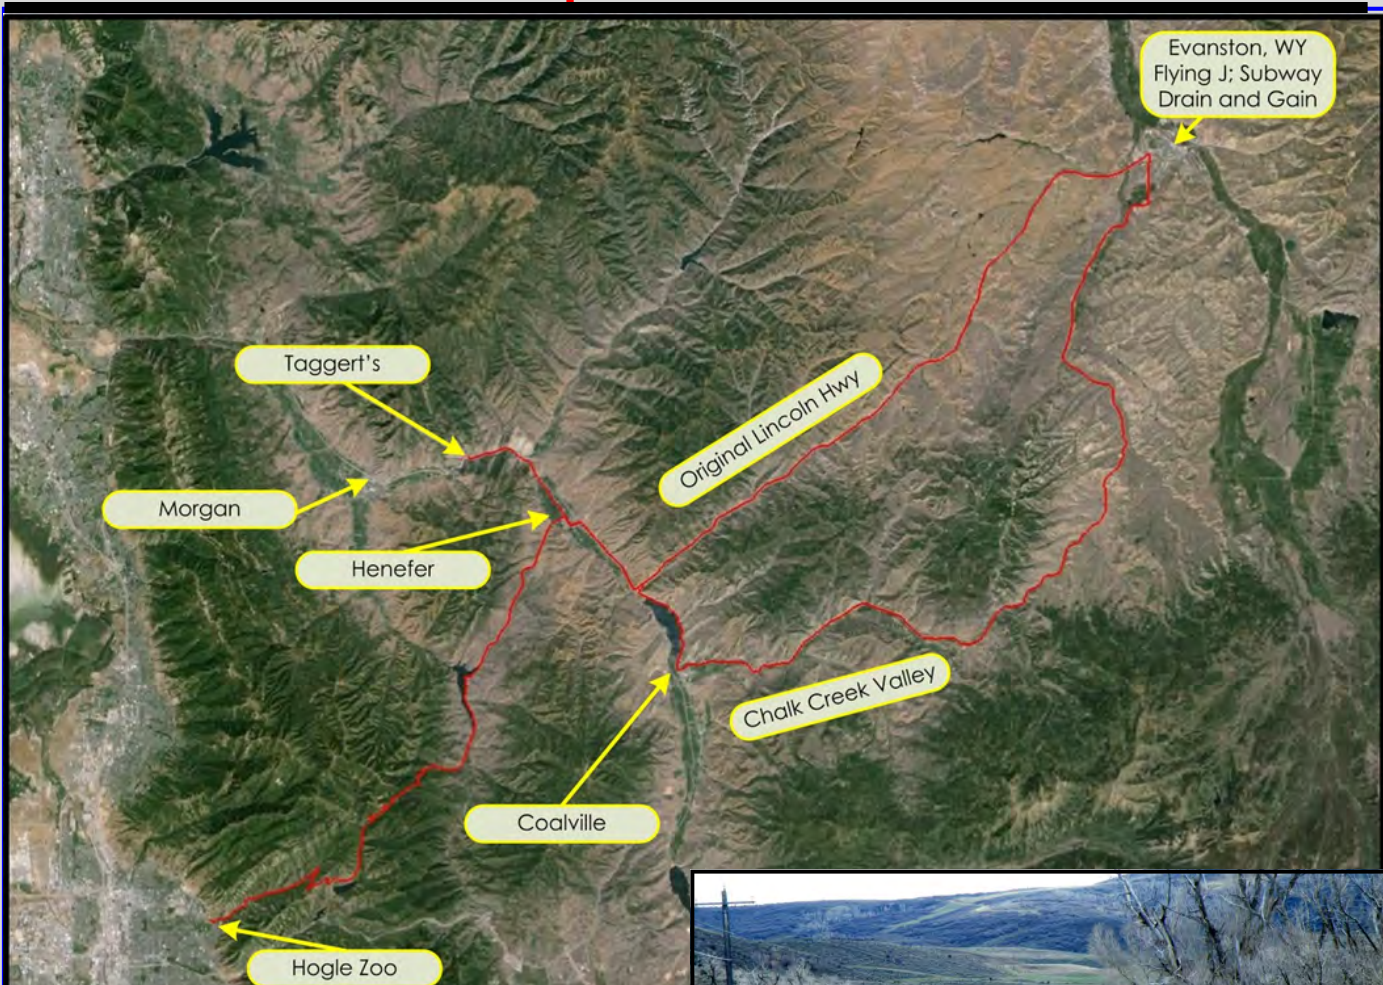 Evanston, WY
Flying J; Subway
Drain and Gain
Taggert's
Original Lincoln Hwy
Morgan
Henefer
Chalk Creek Valley
Coalville
Hogle Zoo